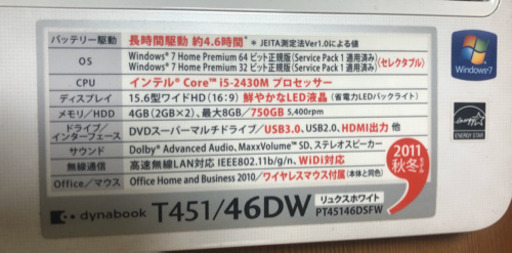 バッテリー駆動 長時間駆動 約4.6時間* * JEITA測定法Ver1.0による値
OS Windows® 7 Home Premium 64 ビット正規版(Service Pack 1 適用済み)
Windows® 7 Home Premium 32 ビット正規版(Service Pack 1 適用済み) (セレクタブル)
CPU インテル® Core™ i5-2430M プロセッサー
ディスプレイ 15.6型ワイドHD(16:9) 鮮やかなLED液晶 (省電力LEDバックライト)
メモリ/HDD 4GB(2GB×2)、最大8GB/750GB 5,400rpm
ドライブ/インターフェース DVDスーパーマルチドライブ/USB3.0、USB2.0、HDMI出力 他
サウンド Dolby® Advanced Audio、MaxxVolume™ SD、ステレオスピーカー
無線通信 高速無線LAN対応 IEEE802.11b/g/n、WiDi対応
Office/マウス Office Home and Business 2010/ワイヤレスマウス付属(本体と同色)
Windows·7
ENERGY STAR
2011
秋冬モデル
dynabook T451/46DW リュクスホワイト
PT45146DSFW